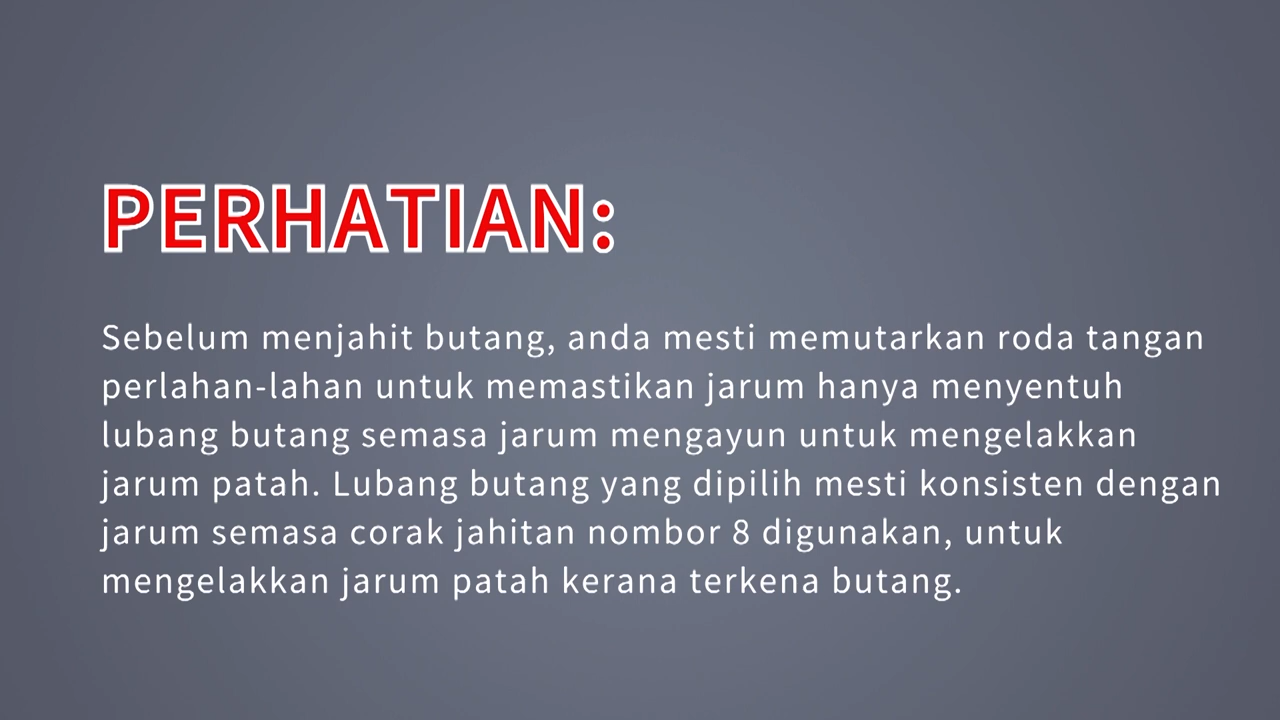 PERHATIAN:
Sebelum menjahit butang, anda mesti memutarkan roda tangan
perlahan-lahan untuk memastikan jarum hanya menyentuh
lubang butang semasa jarum mengayun untuk mengelakkan
jarum patah. Lubang butang yang dipilih mesti konsisten dengan
jarum semasa corak jahitan nombor 8 digunakan, untuk
mengelakkan jarum patah kerana terkena butang.